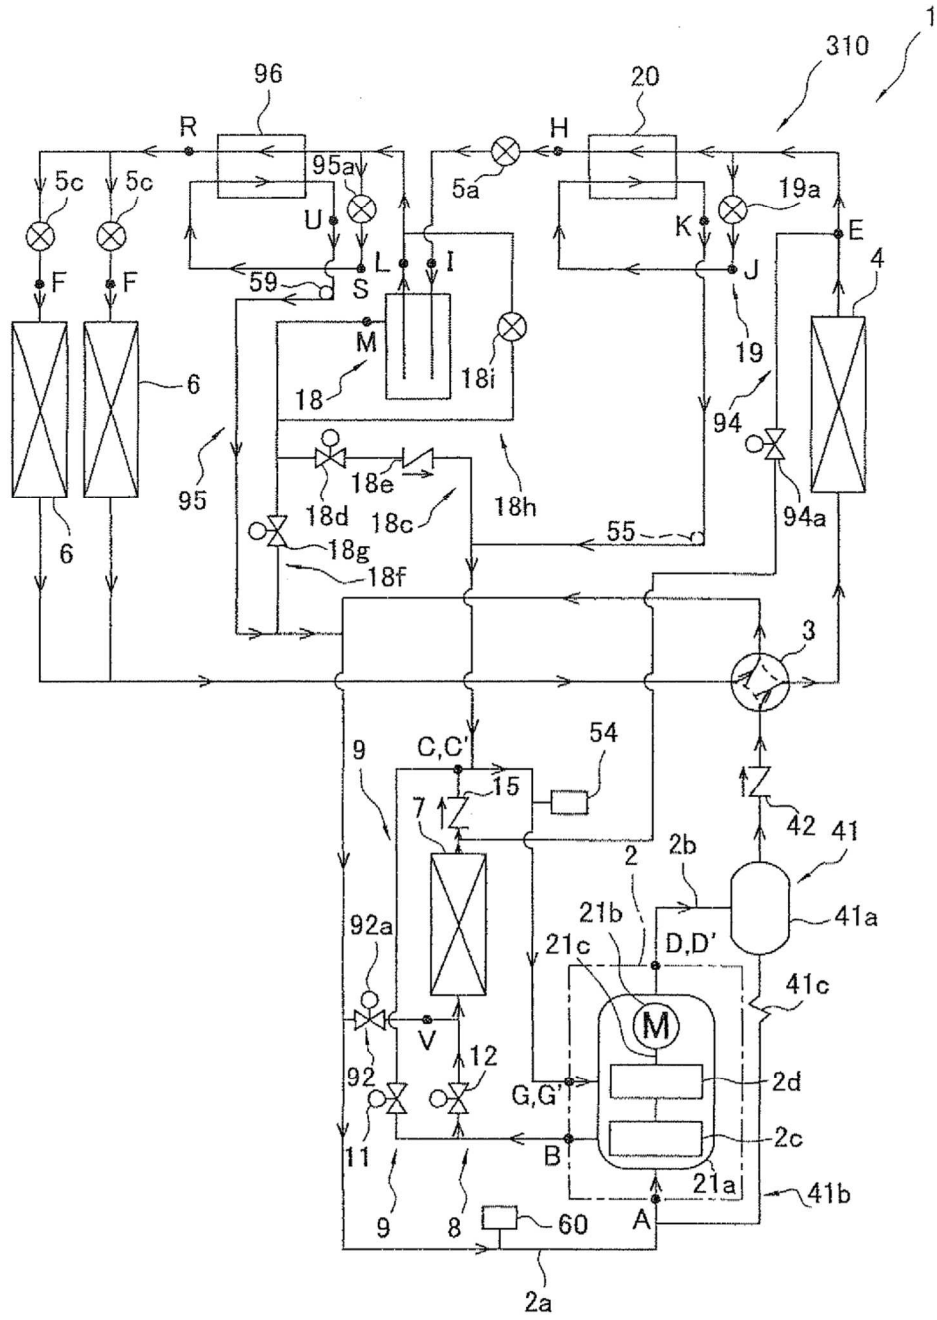 1
310
96
20
R
H
95a
5a
19a
5c
5c
U
K
E
F
F
59
S
L
I
J
4
M
18
18i
19
6
94
95
18d
18e
18c
18h
94a
6
18g
18f
55
3
C,C'
54
9
15
7
42
2
2b
41
92a
21b
D,D'
41a
21c
41c
M
V
92
12
2d
G,G'
11
B
2c
21a
9
8
60
A
41b
2a